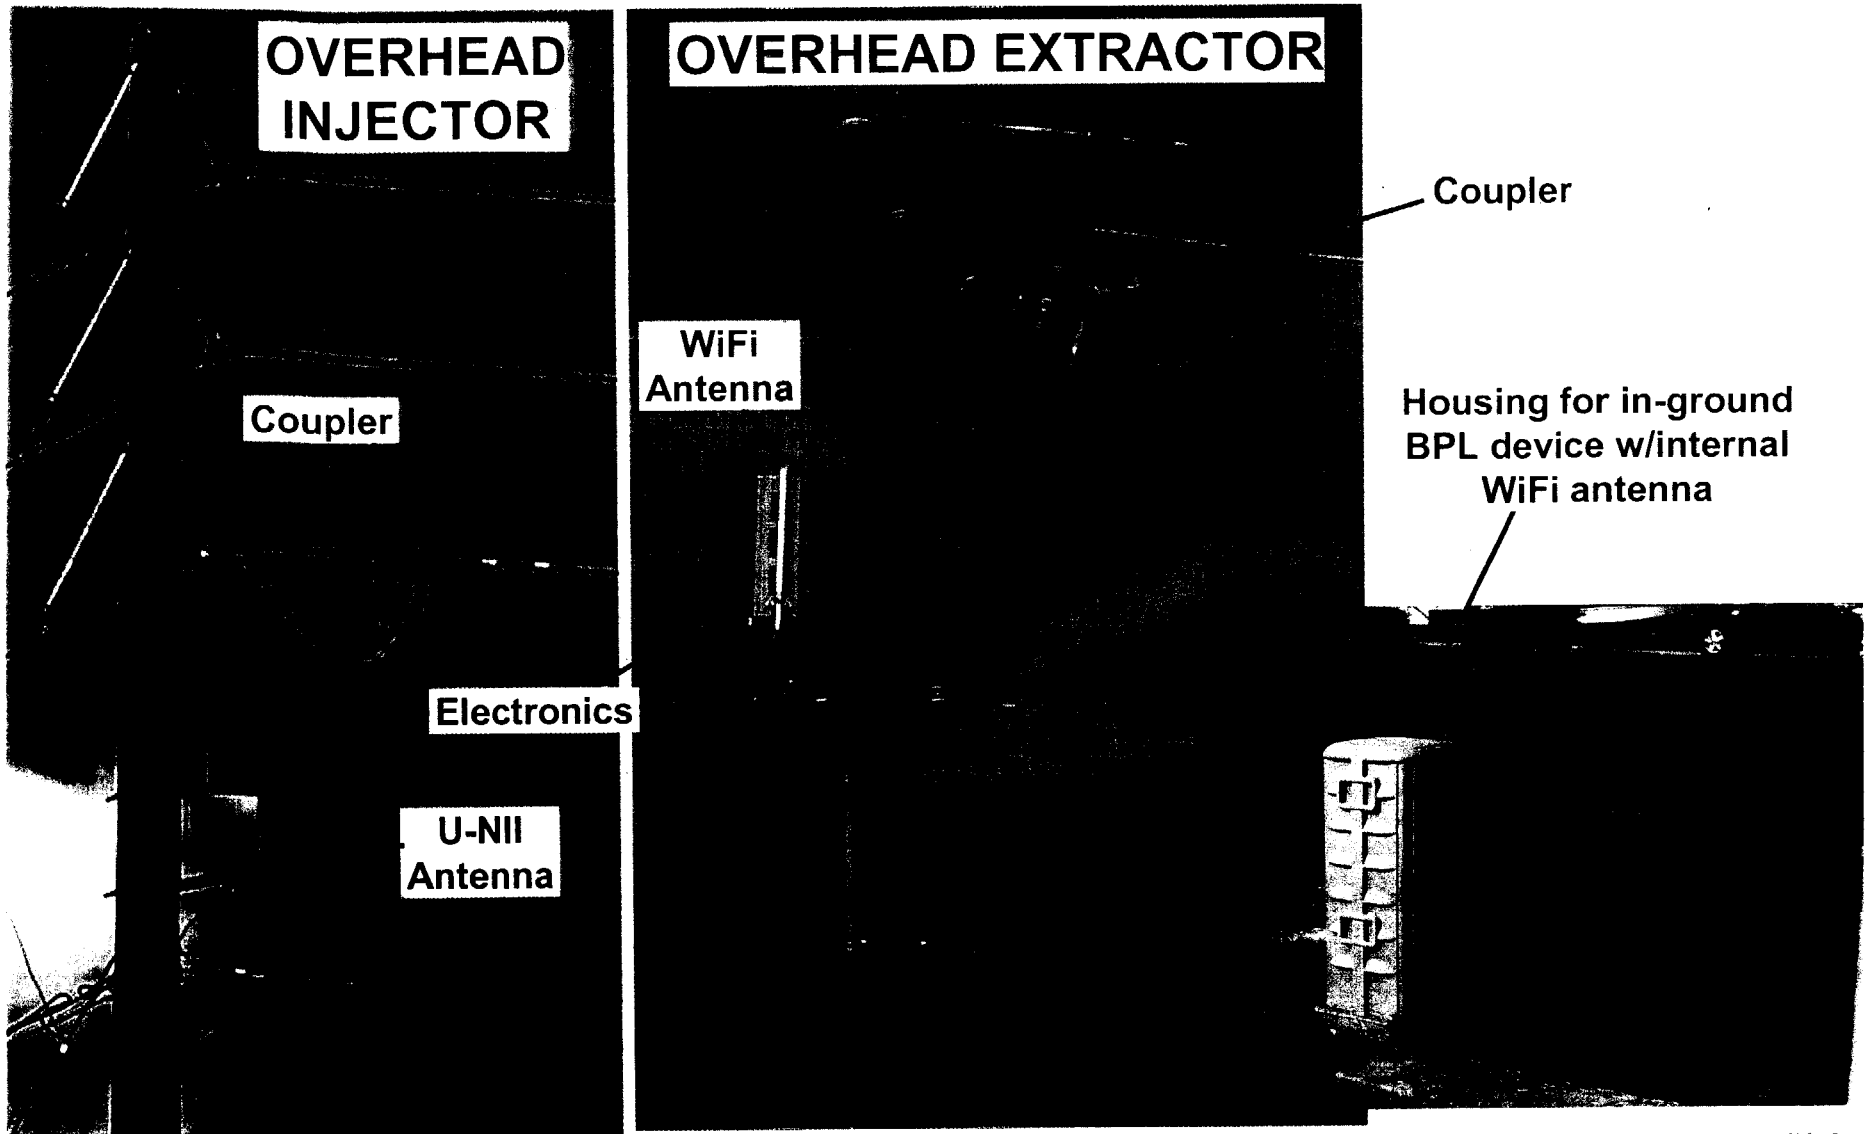 OVERHEAD
INJECTOR
OVERHEAD EXTRACTOR
Coupler
WiFi
Antenna
Coupler
Housing for in-ground
BPL device w/internal
WiFi antenna
Electronics
U-NII
Antenna